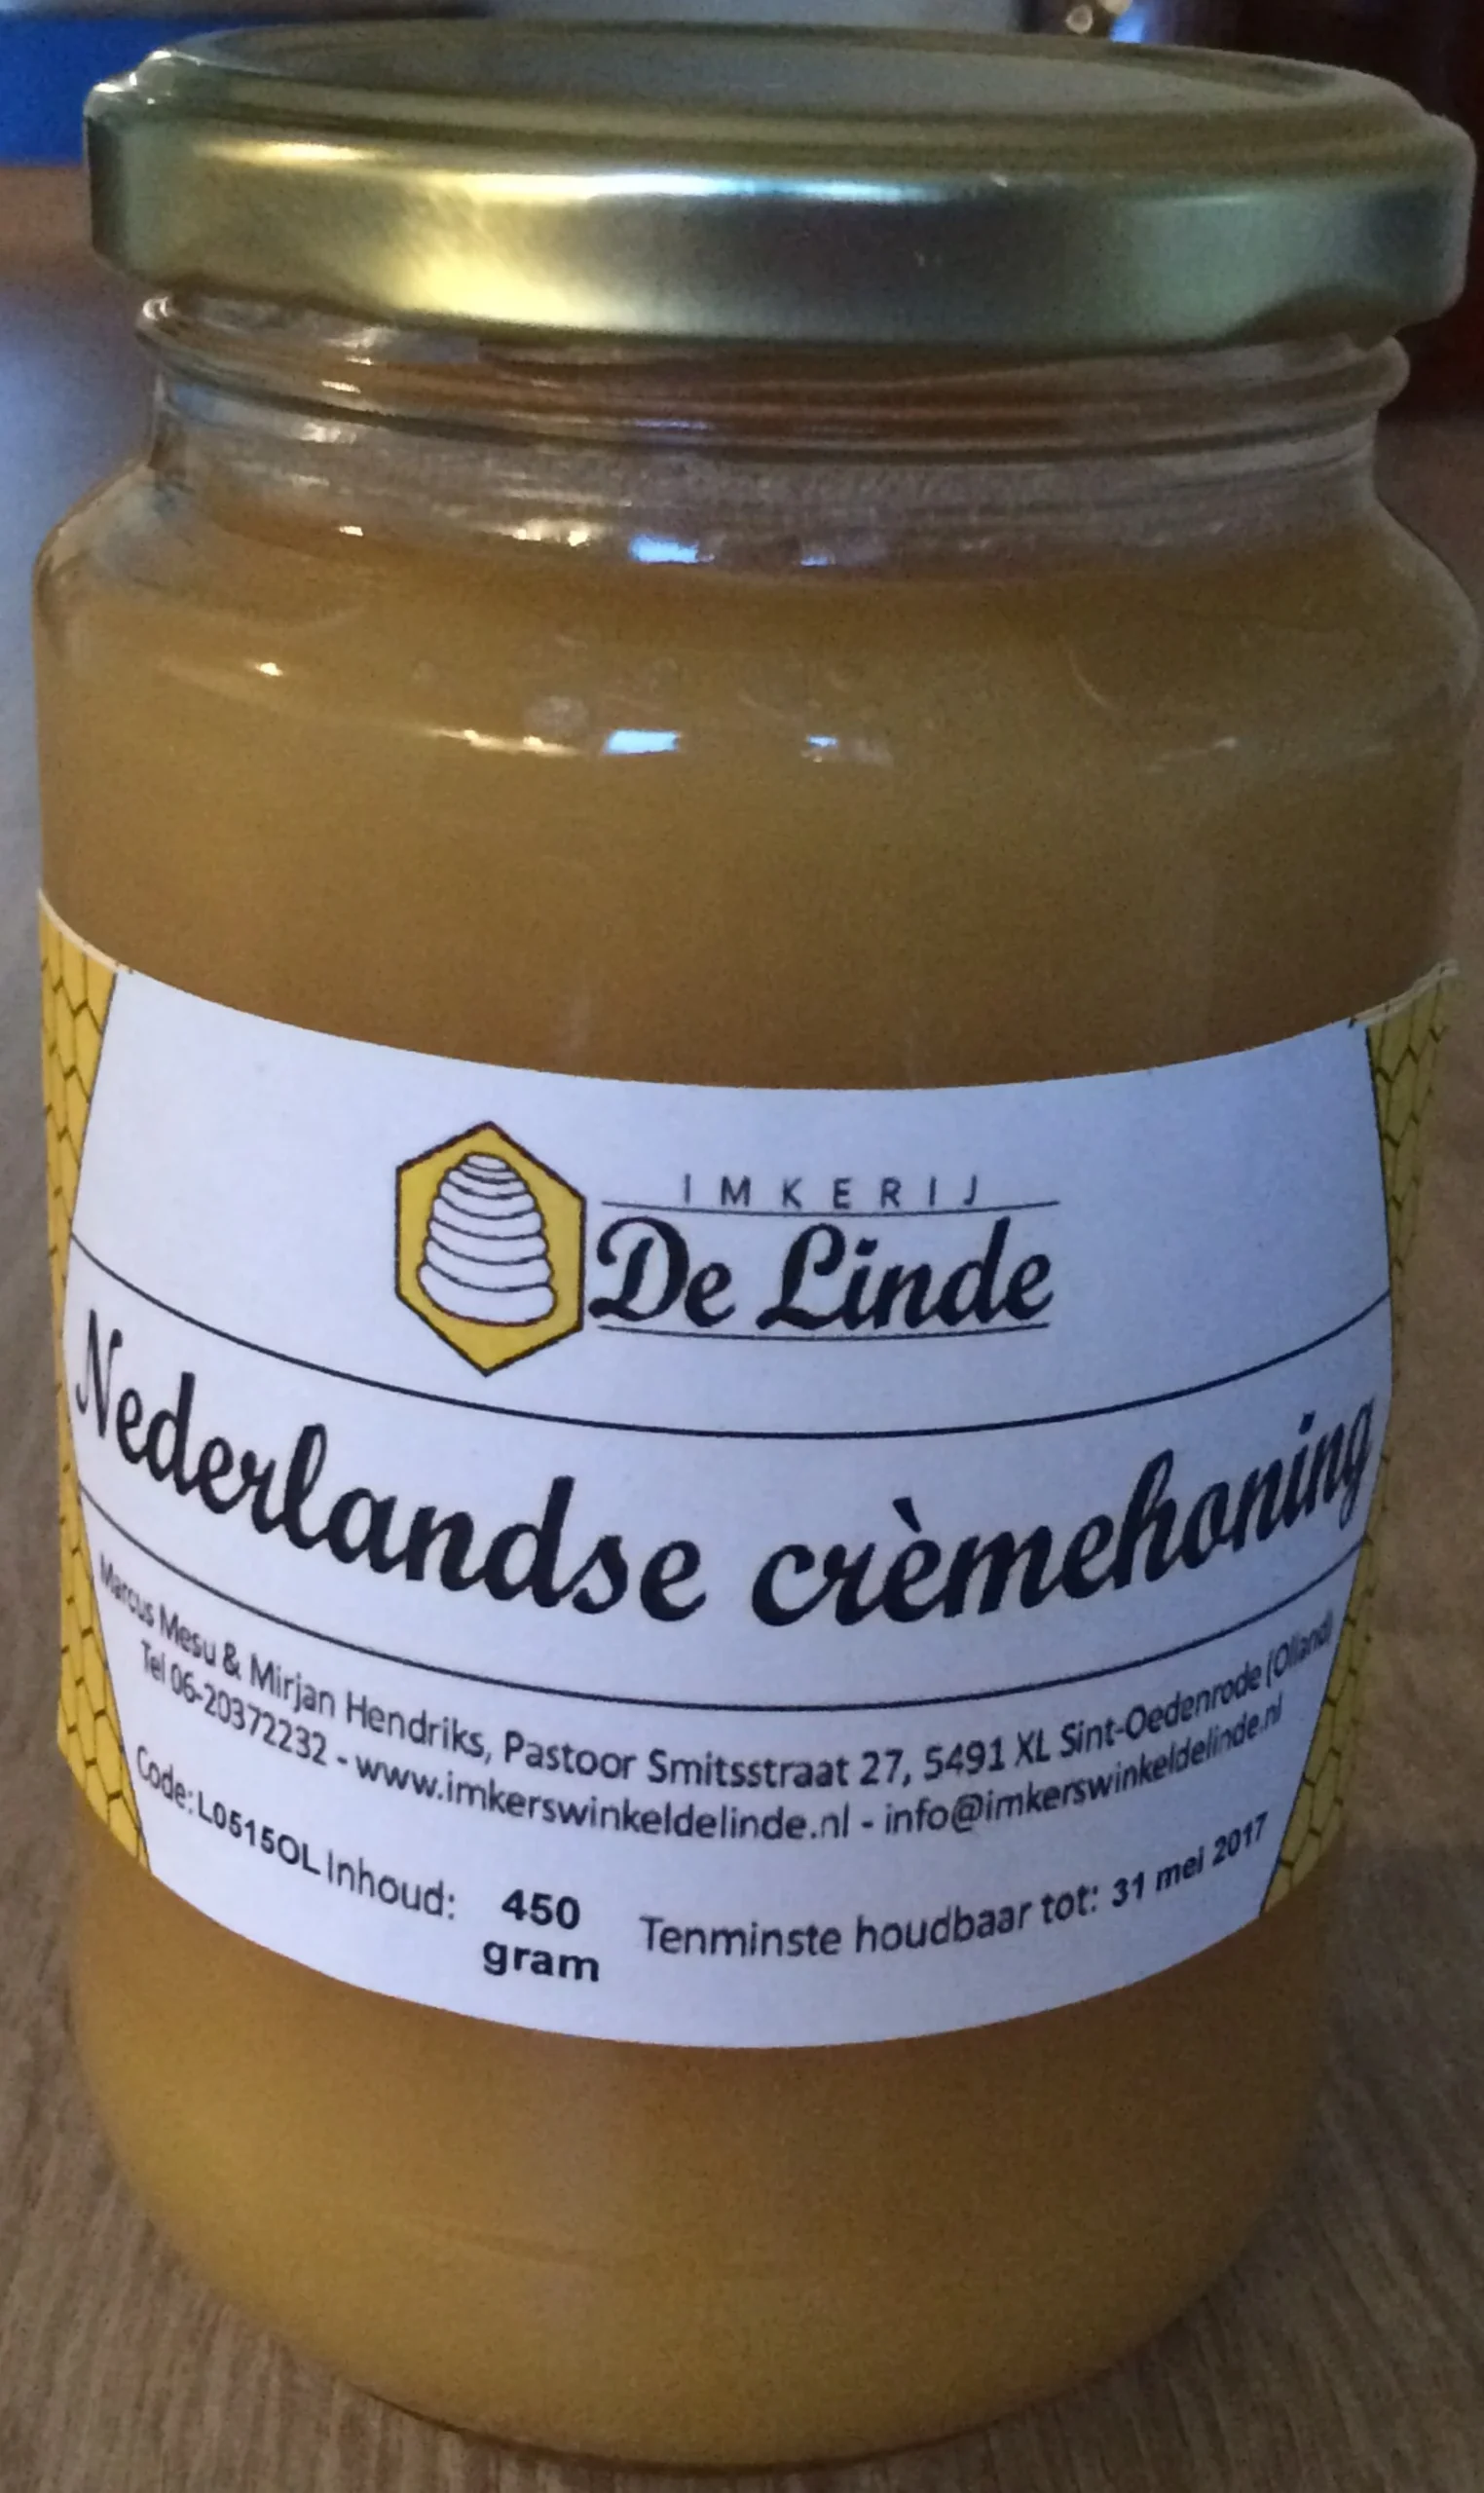 IMKERIJ
De Linde
Nederlandse crèmehoning
Marcus Mesu & Mirjan Hendriks, Pastoor Smitsstraat 27, 5491 XL Sint-Oedenrode (Olland)
Tel 06-20372232 - www.imkerswinkeldelinde.nl - info@imkerswinkeldelinde.nl
Code: L0515OL Inhoud: 450 gram Tenminste houdbaar tot: 31 mei 2017